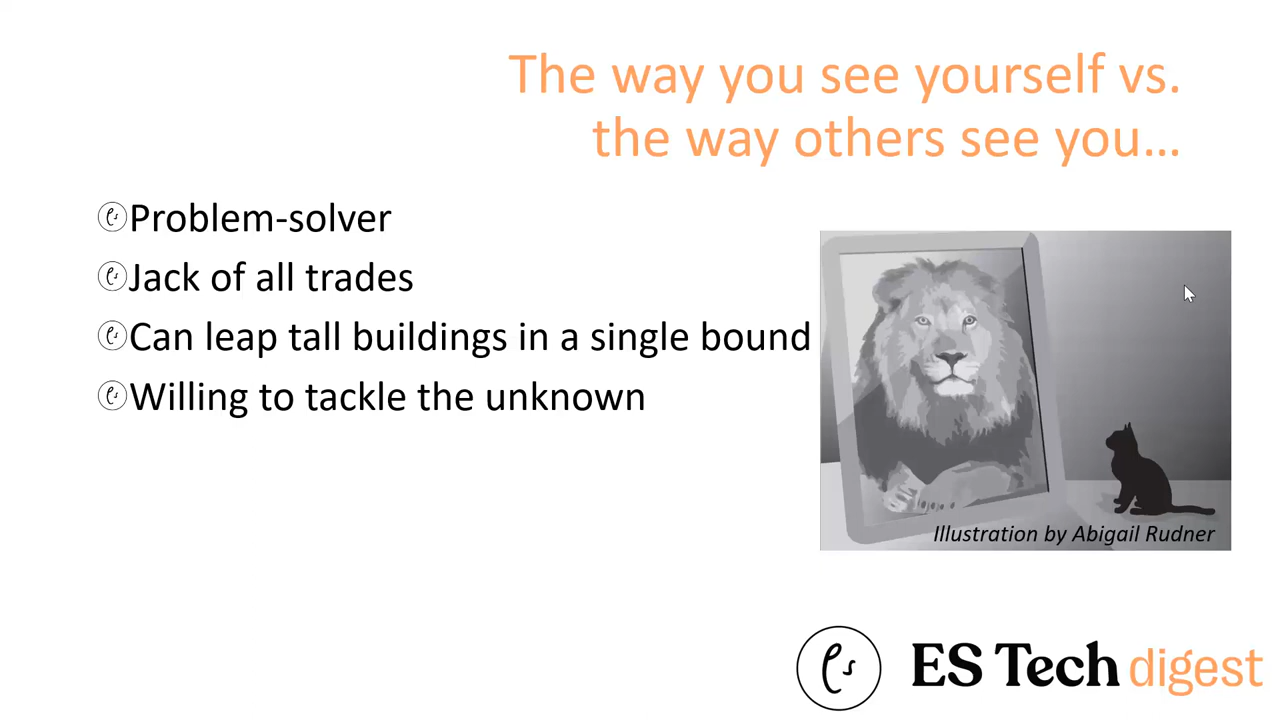 The way you see yourself vs.
the way others see you…
Problem-solver
Jack of all trades
Can leap tall buildings in a single bound
Willing to tackle the unknown
Illustration by Abigail Rudner
es ES Tech digest